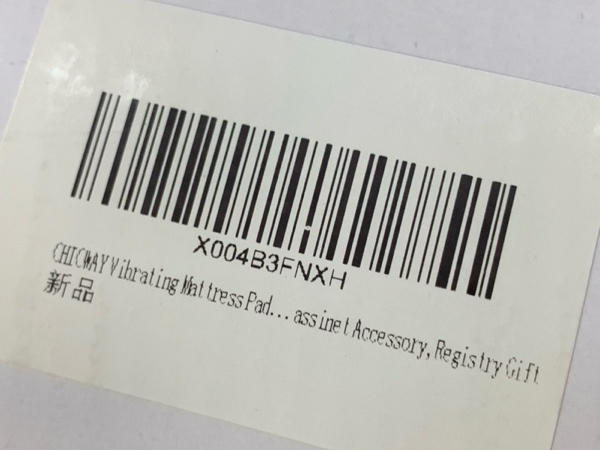 X004B3FNXH
CHICWAY Vibrating Mattress Pad... assinet Accessory, Registry Gift
新品